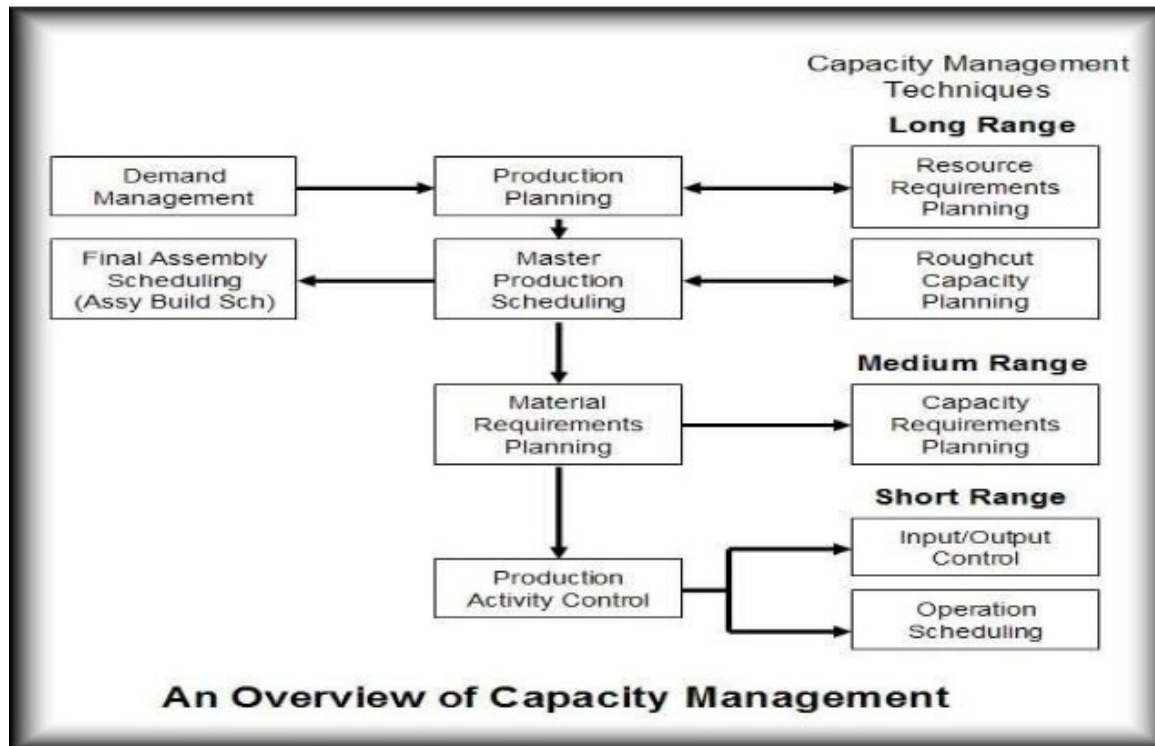 Capacity Management
Techniques
Long Range
Demand
Management
Production
Planning
Resource
Requirements
Planning
Final Assembly
Scheduling
(Assy Build Sch)
Master
Production
Scheduling
Roughcut
Capacity
Planning
Medium Range
Material
Requirements
Planning
Capacity
Requirements
Planning
Short Range
Input/Output
Control
Production
Activity Control
Operation
Scheduling
An Overview of Capacity Management